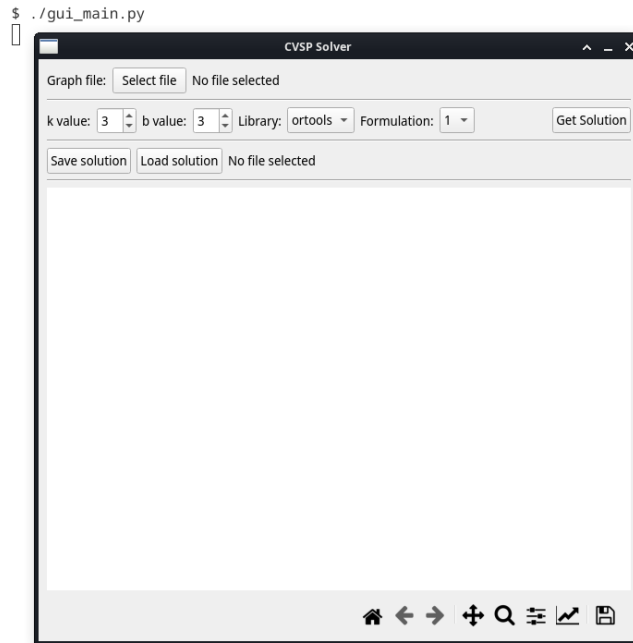 $ ./gui_main.py
CVSP Solver
Graph file: Select file No file selected
k value: 3 b value: 3 Library: ortools Formulation: 1 Get Solution
Save solution Load solution No file selected